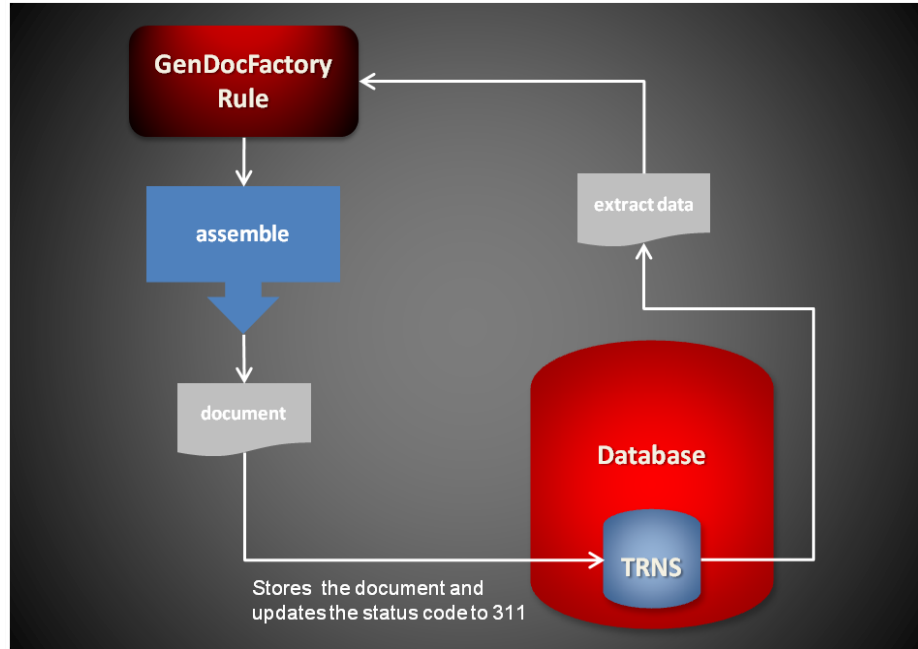 GenDocFactory
Rule
extract data
assemble
document
Database
TRNS
Stores the document and
updates the status code to 311